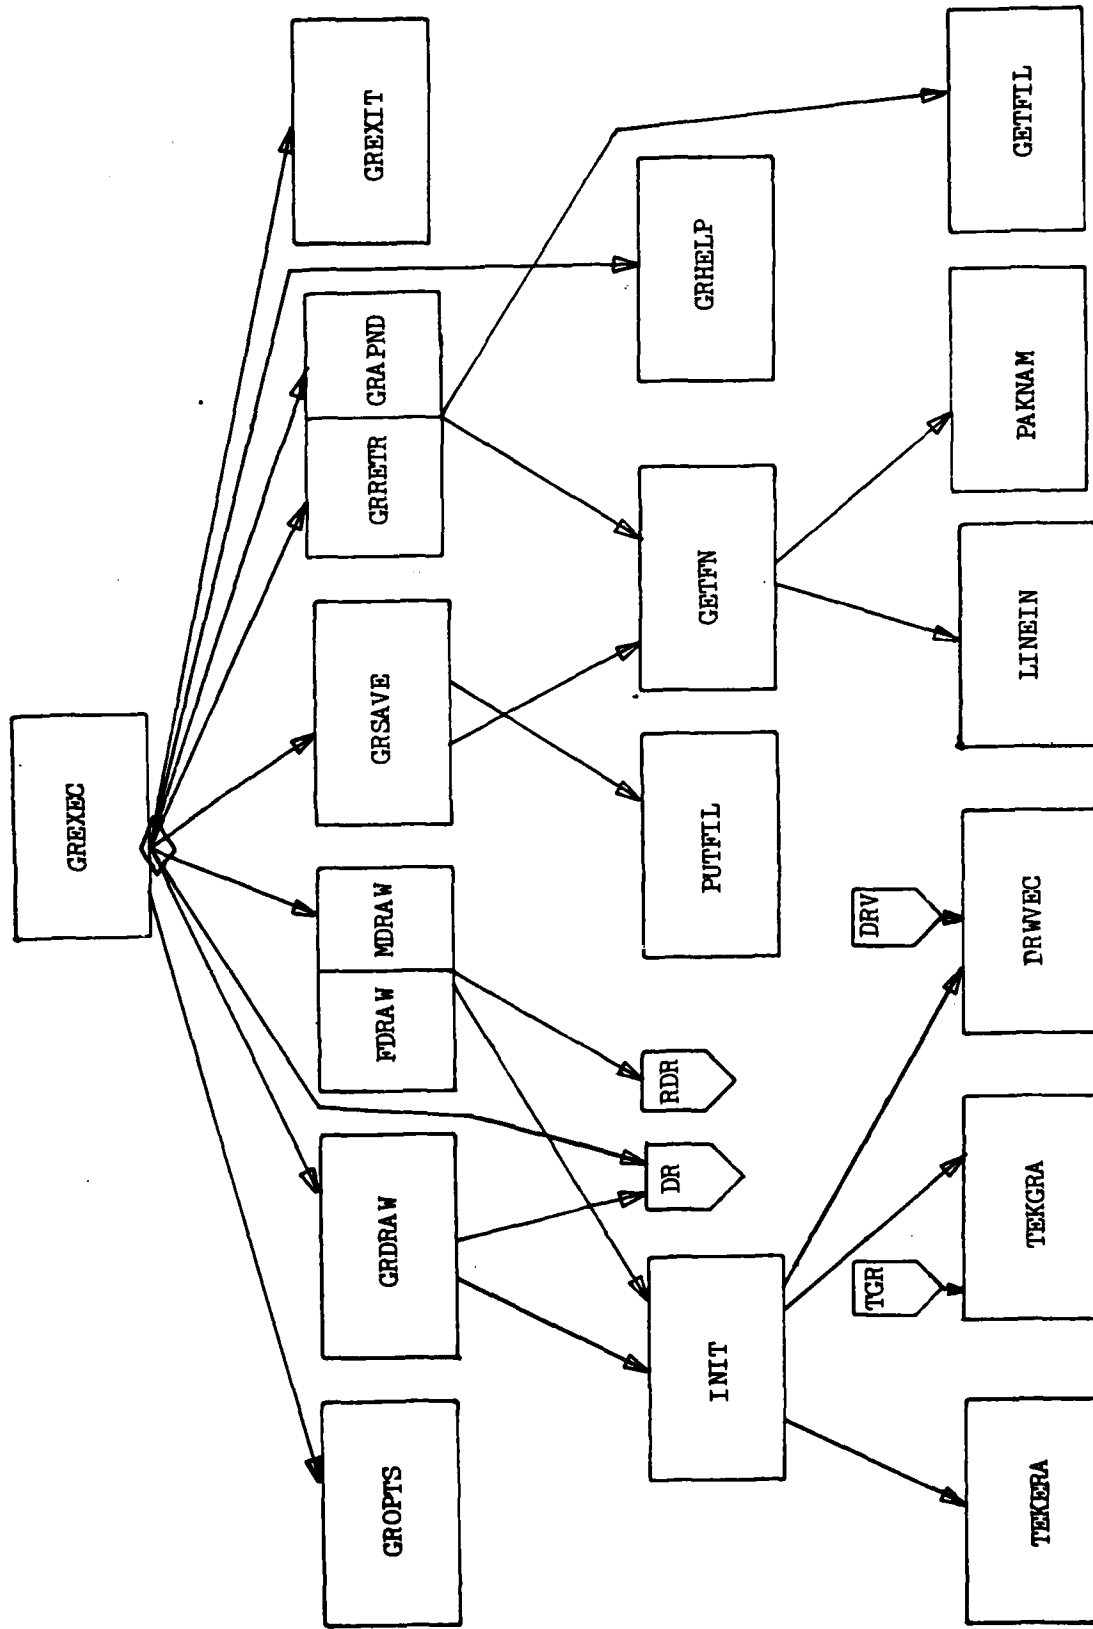 GREXEC
GROPTS
GRDRAW
FDRAW
MDRAW
GRSAVE
GRRETR
GRAPND
GREXIT
INIT
DR
RDR
PUTFIL
GETFN
GRHELP
TGR
DRV
TEKERA
TEKGRA
DRWVEC
LINEIN
PAKNAM
GETFIL